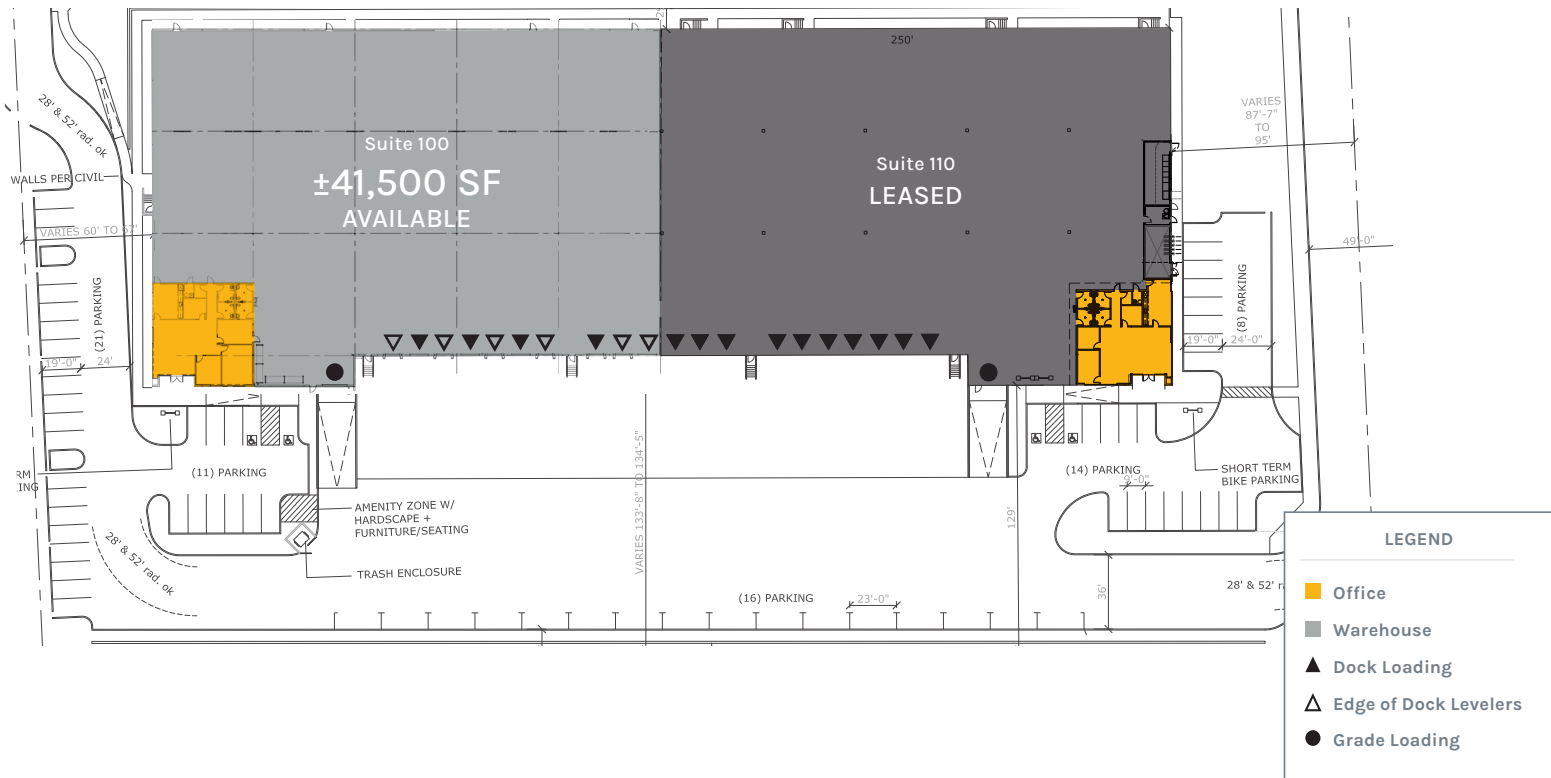 250'
28' & 52' rad. ok
VARIES
87'-7"
TO
95'
Suite 100
±41,500 SF
AVAILABLE
Suite 110
LEASED
WALLS PER CIVIL
VARIES 60' TO 67'
49'-0"
(21) PARKING
(8) PARKING
19'-0"
24'
19'-0"
24'-0"
(11) PARKING
(14) PARKING
9'-0"
SHORT TERM
BIKE PARKING
AMENITY ZONE W/
HARDSCAPE +
FURNITURE/SEATING
VARIES 133'-8" TO 134'-5"
129'
28' & 52' rad. ok
TRASH ENCLOSURE
(16) PARKING
23'-0"
36'
28' & 52'
LEGEND
Office
Warehouse
Dock Loading
Edge of Dock Levelers
Grade Loading